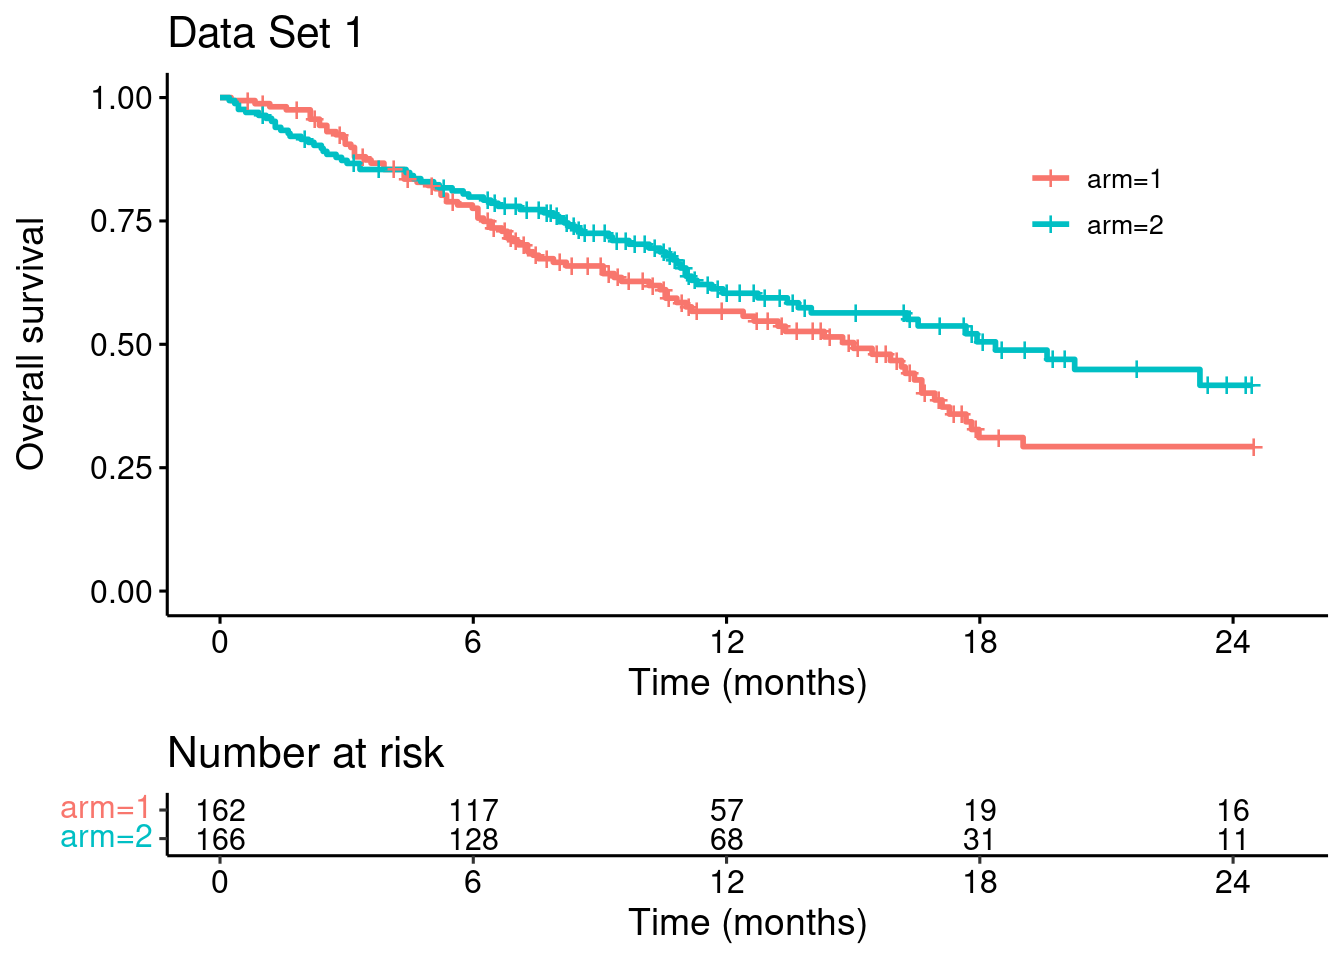 Data Set 1
Overall survival
1.00
0.75
0.50
0.25
0.00
arm=1
arm=2
0 6 12 18 24
Time (months)
Number at risk
arm=1 162 117 57 19 16
arm=2 166 128 68 31 11
0 6 12 18 24
Time (months)